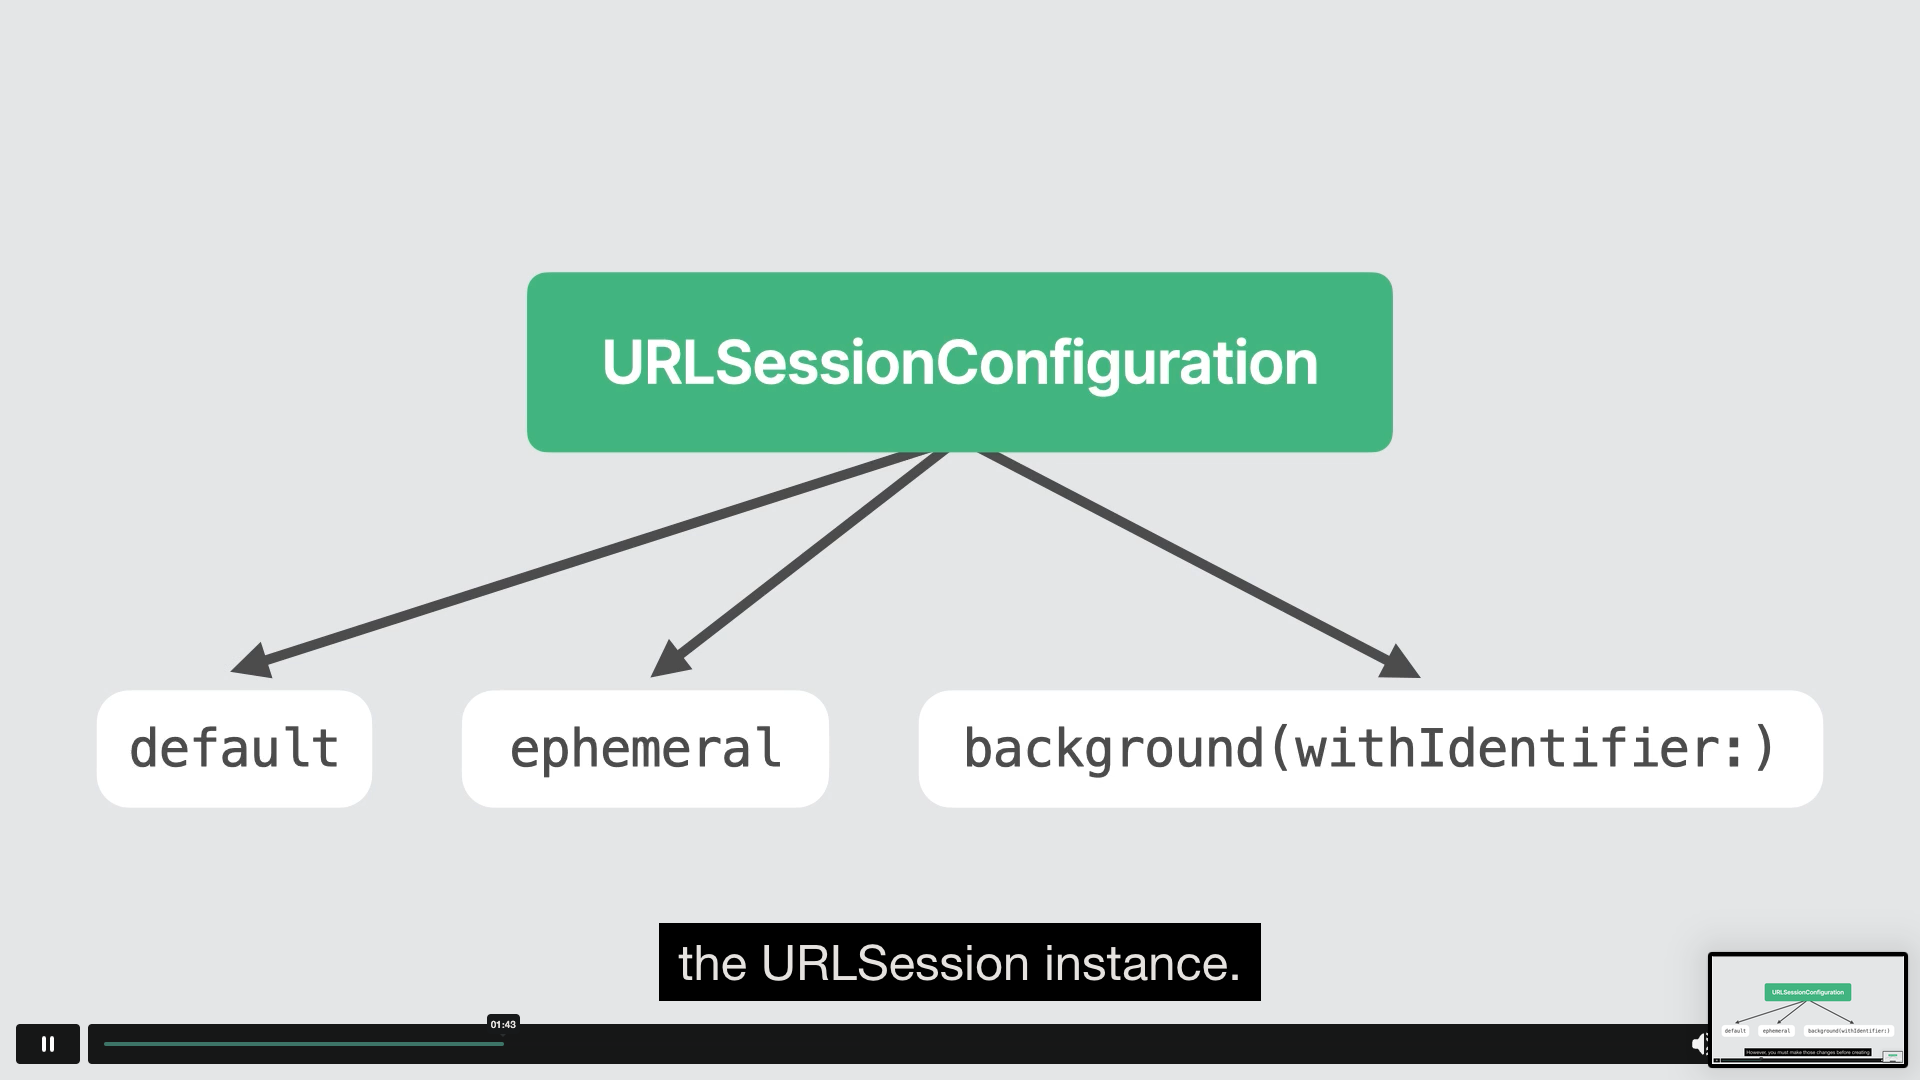 URLSessionConfiguration
default
ephemeral
background(withIdentifier:)
the URLSession instance.
01:43
URLSessionConfiguration
default
ephemeral
background(withIdentifier:)
However, you must make those changes before creating